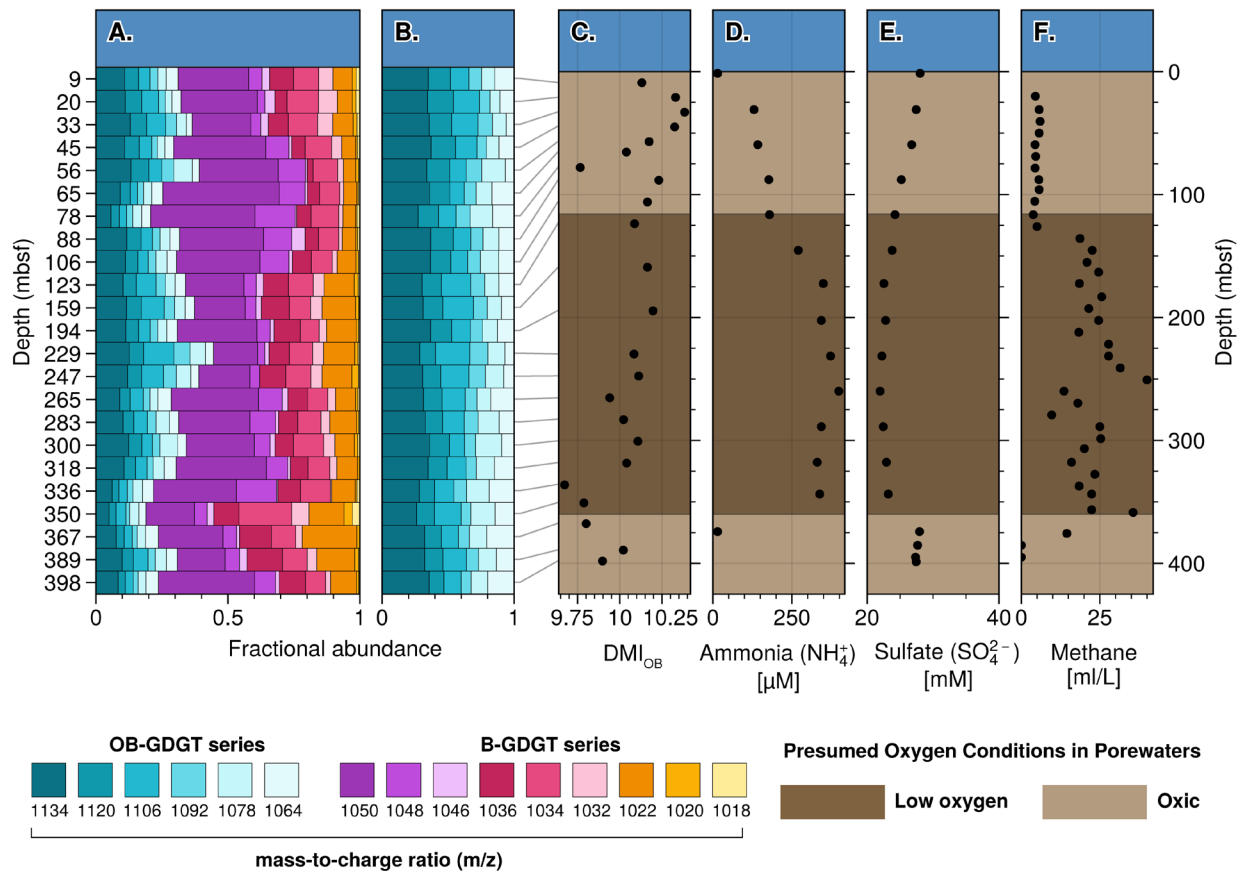 A.
B.
C.
D.
E.
F.
Depth (mbsf)
9
20
33
45
56
65
78
88
106
123
159
194
229
247
265
283
300
318
336
350
367
389
398
0
100
200
300
400
Depth (mbsf)
0 0.5 1
0 1
9.75 10 10.25
0 250
20 40
0 25
Fractional abundance
DMI_OB
Ammonia (NH₄⁺)
[µM]
Sulfate (SO₄²⁻)
[mM]
Methane
[ml/L]
OB-GDGT series
1134 1120 1106 1092 1078 1064
B-GDGT series
1050 1048 1046 1036 1034 1032 1022 1020 1018
mass-to-charge ratio (m/z)
Presumed Oxygen Conditions in Porewaters
Low oxygen
Oxic